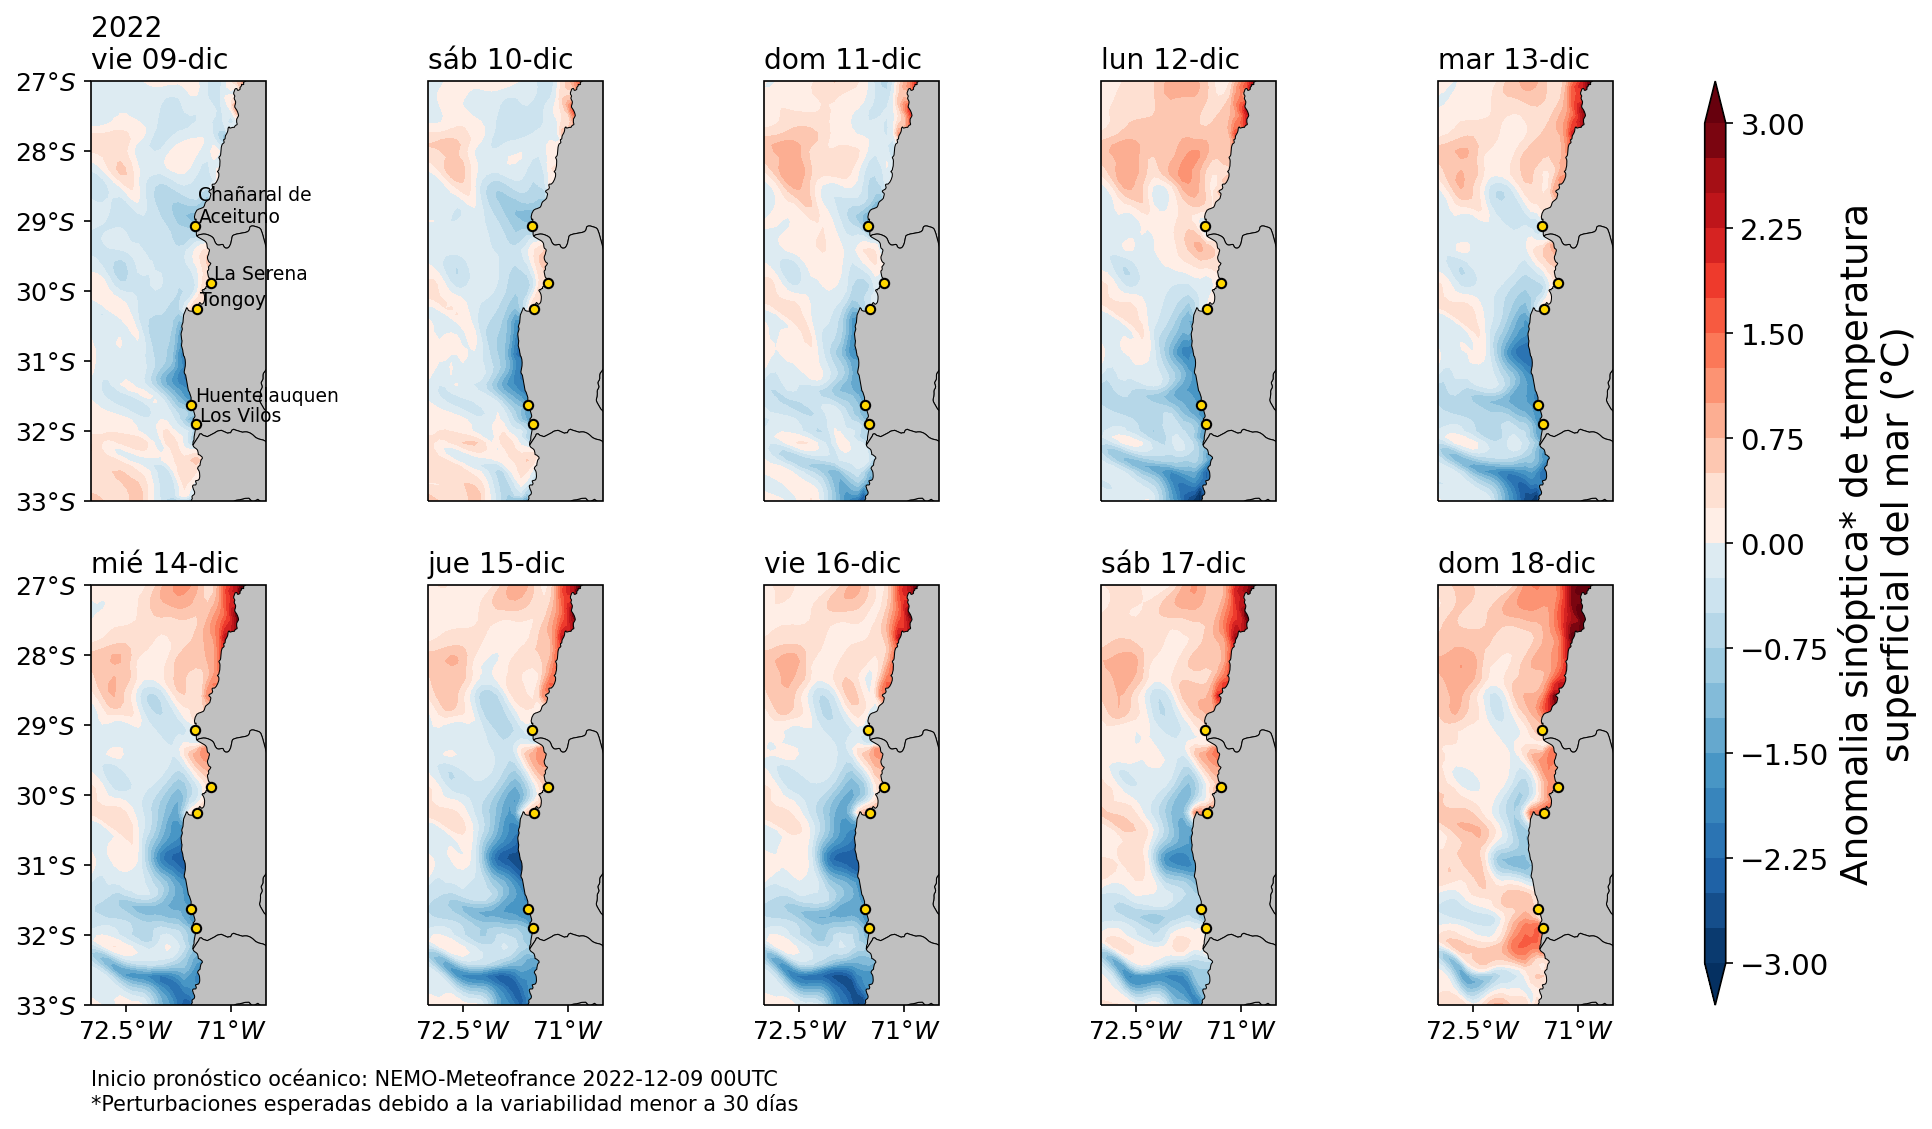 2022
vie 09-dic
sáb 10-dic
dom 11-dic
lun 12-dic
mar 13-dic
27°S
28°S
29°S
30°S
31°S
32°S
33°S
Chañaral de
Aceituno
La Serena
Tongoy
Huentelauquen
Los Vilos
mié 14-dic
jue 15-dic
vie 16-dic
sáb 17-dic
dom 18-dic
27°S
28°S
29°S
30°S
31°S
32°S
33°S
72.5°W 71°W
72.5°W 71°W
72.5°W 71°W
72.5°W 71°W
72.5°W 71°W
3.00
2.25
1.50
0.75
0.00
−0.75
−1.50
−2.25
−3.00
Anomalia sinóptica* de temperatura
superficial del mar (°C)
Inicio pronóstico océanico: NEMO-Meteofrance 2022-12-09 00UTC
*Perturbaciones esperadas debido a la variabilidad menor a 30 días